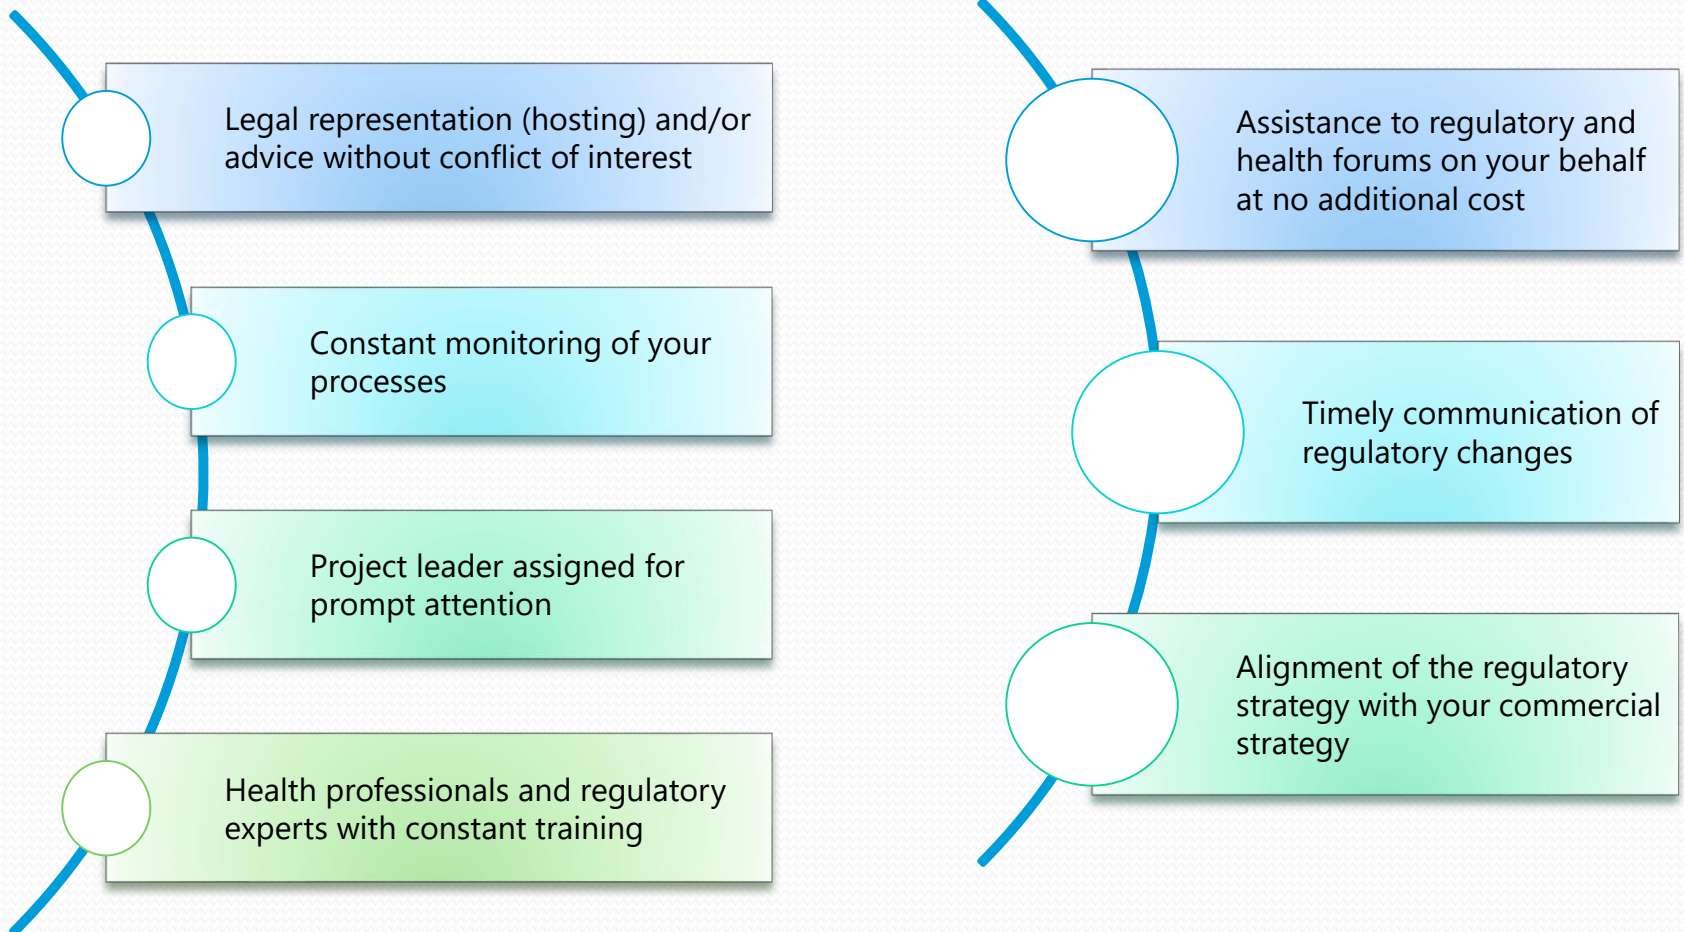 Legal representation (hosting) and/or
advice without conflict of interest
Constant monitoring of your
processes
Project leader assigned for
prompt attention
Health professionals and regulatory
experts with constant training
Assistance to regulatory and
health forums on your behalf
at no additional cost
Timely communication of
regulatory changes
Alignment of the regulatory
strategy with your commercial
strategy